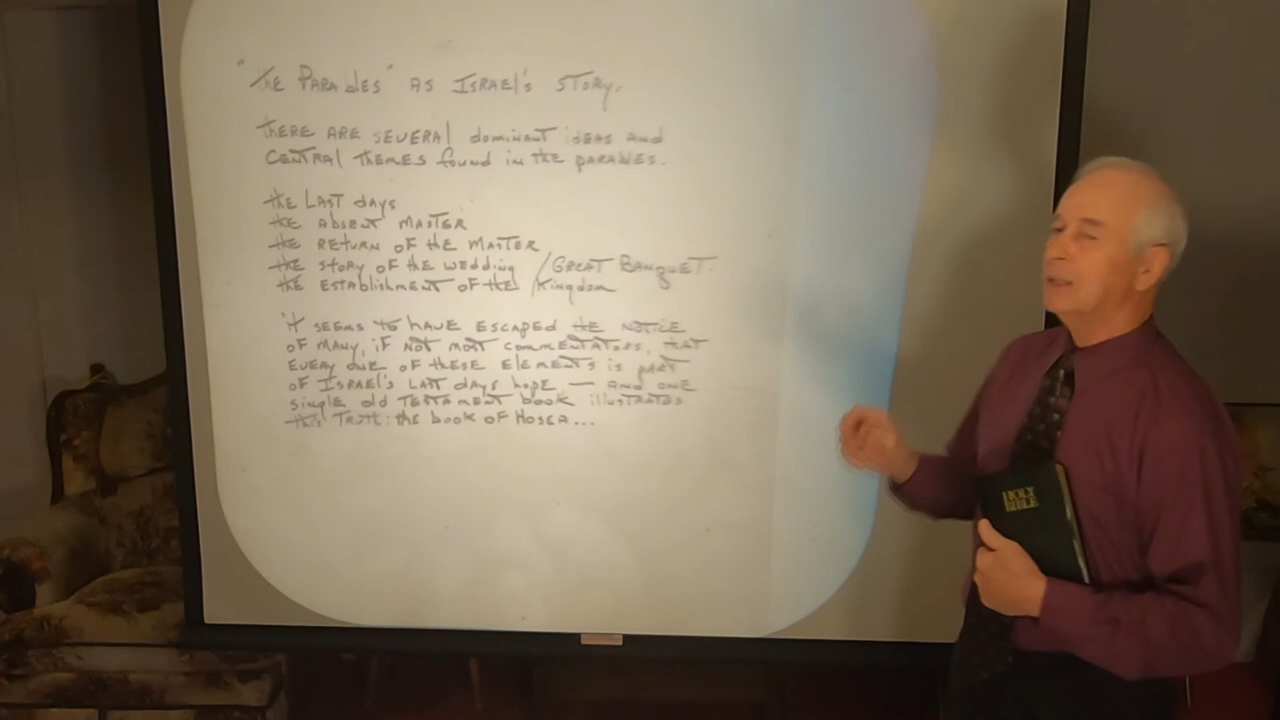 "the Parables" as Israel's story.
there are several dominant ideas and
central themes found in the parables.
the Last days
the absent master
the return of the master
the story of the wedding / Great Banquet.
the establishment of the / Kingdom
it seems to have escaped the notice
of many, if not most commentators, that
every one of these elements is part
of Israel's last days hope — and one
single old testament book illustrates
this truth: the book of Hosea...
HOLY
BIBLE